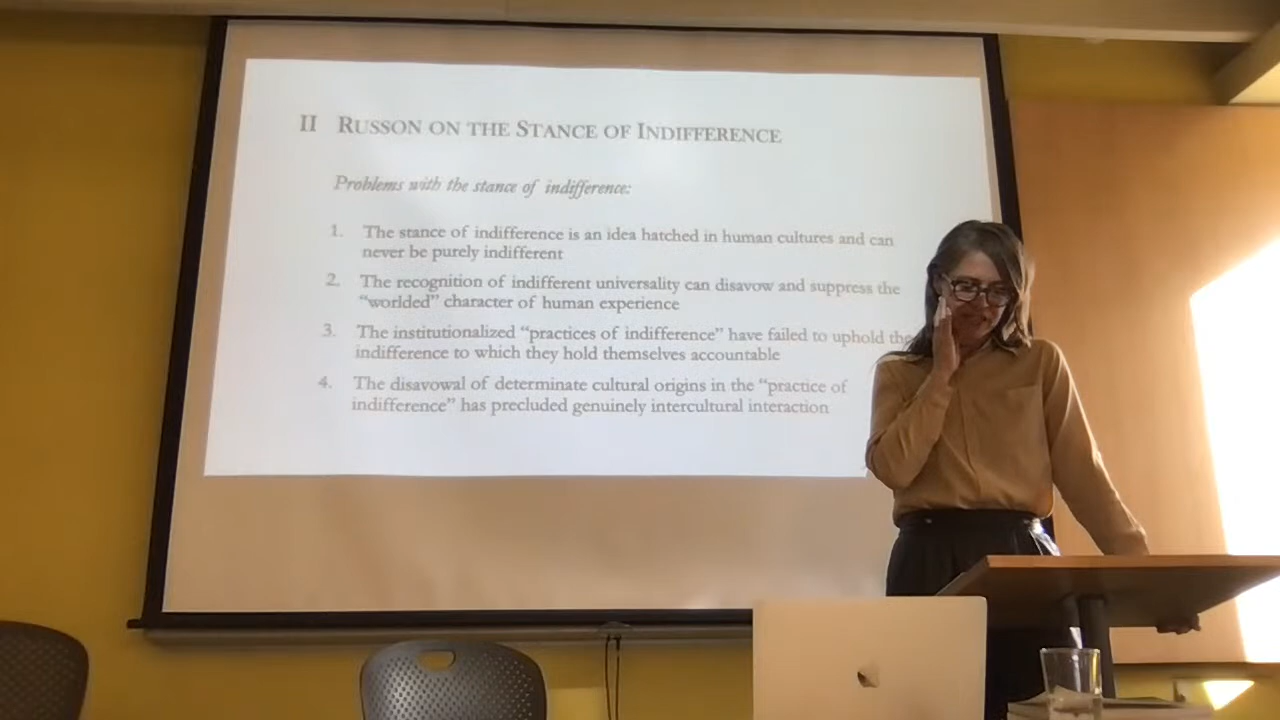 II RUSSON ON THE STANCE OF INDIFFERENCE
Problems with the stance of indifference:
1. The stance of indifference is an idea hatched in human cultures and can
never be purely indifferent
2. The recognition of indifferent universality can disavow and suppress the
“worlded” character of human experience
3. The institutionalized “practices of indifference” have failed to uphold the
indifference to which they hold themselves accountable
4. The disavowal of determinate cultural origins in the “practice of
indifference” has precluded genuinely intercultural interaction